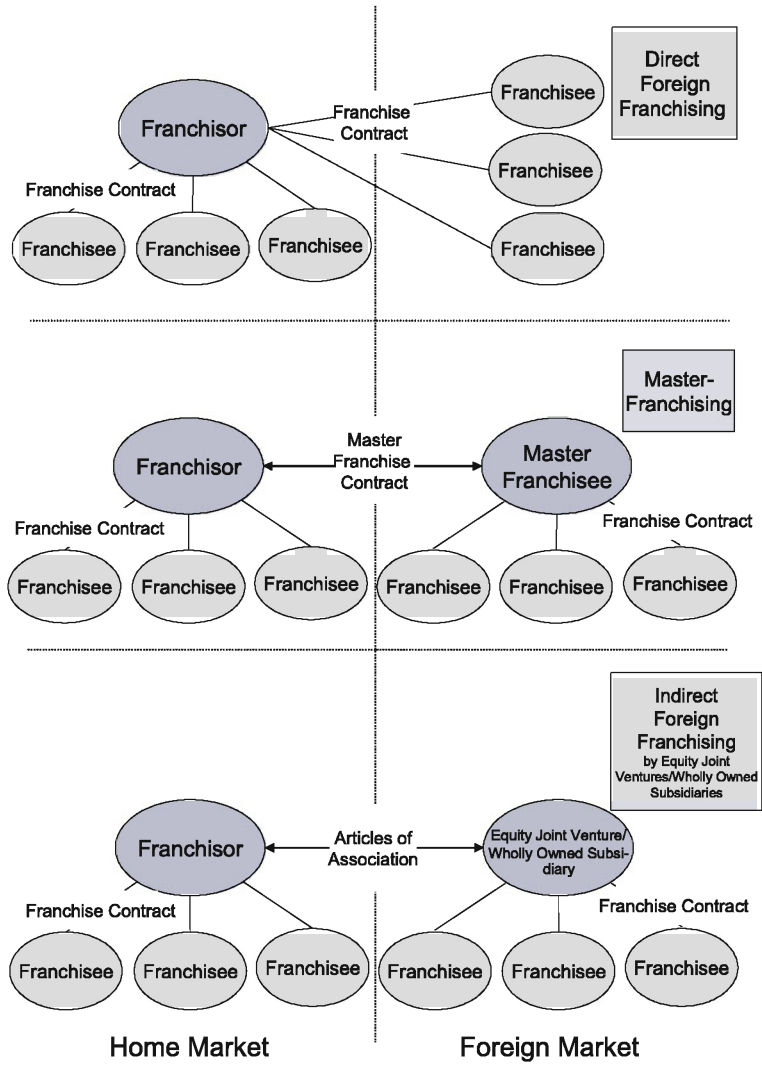 Direct
Foreign
Franchising
Franchisor
Franchise
Contract
Franchisee
Franchisee
Franchisee
Franchise Contract
Franchisee
Franchisee
Franchisee
Master-
Franchising
Franchisor
Master
Franchise
Contract
Master
Franchisee
Franchise Contract
Franchise Contract
Franchisee
Franchisee
Franchisee
Franchisee
Franchisee
Franchisee
Indirect
Foreign
Franchising
by Equity Joint
Ventures/Wholly Owned
Subsidiaries
Franchisor
Articles of
Association
Equity Joint Venture/
Wholly Owned Subsi-
diary
Franchise Contract
Franchise Contract
Franchisee
Franchisee
Franchisee
Franchisee
Franchisee
Franchisee
Home Market
Foreign Market